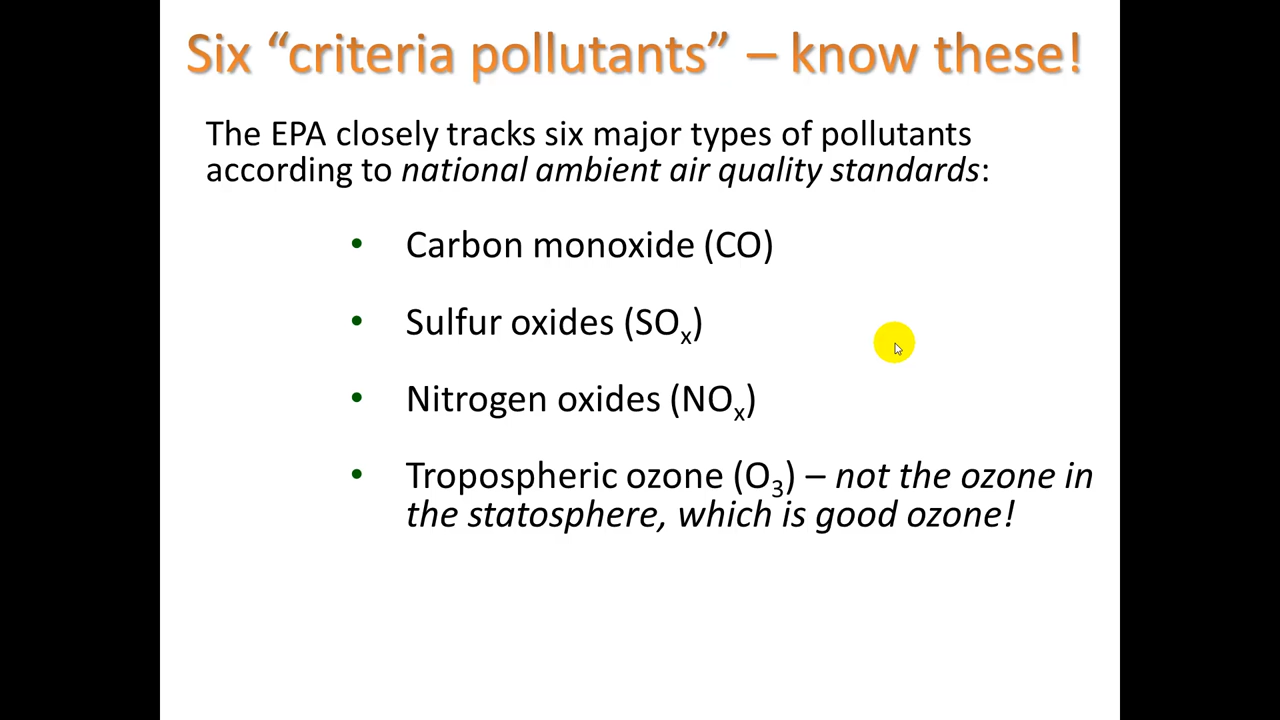 Six “criteria pollutants” – know these!
The EPA closely tracks six major types of pollutants
according to national ambient air quality standards:
• Carbon monoxide (CO)
• Sulfur oxides (SOₓ)
• Nitrogen oxides (NOₓ)
• Tropospheric ozone (O₃) – not the ozone in
the statosphere, which is good ozone!